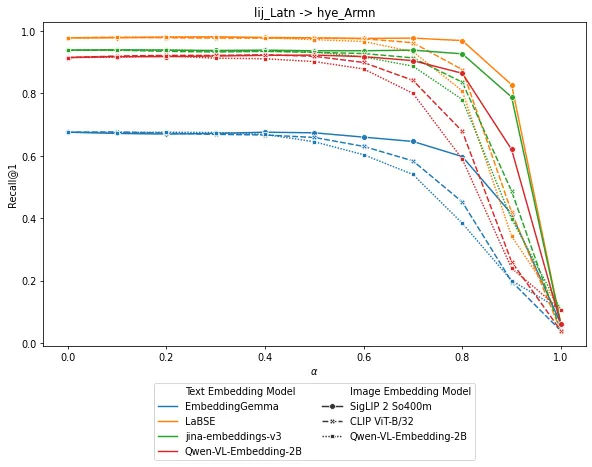 lij_Latn -> hye_Armn
Recall@1
1.0
0.8
0.6
0.4
0.2
0.0
0.0 0.2 0.4 0.6 0.8 1.0
α
Text Embedding Model Image Embedding Model
EmbeddingGemma SigLIP 2 So400m
LaBSE CLIP ViT-B/32
jina-embeddings-v3 Qwen-VL-Embedding-2B
Qwen-VL-Embedding-2B